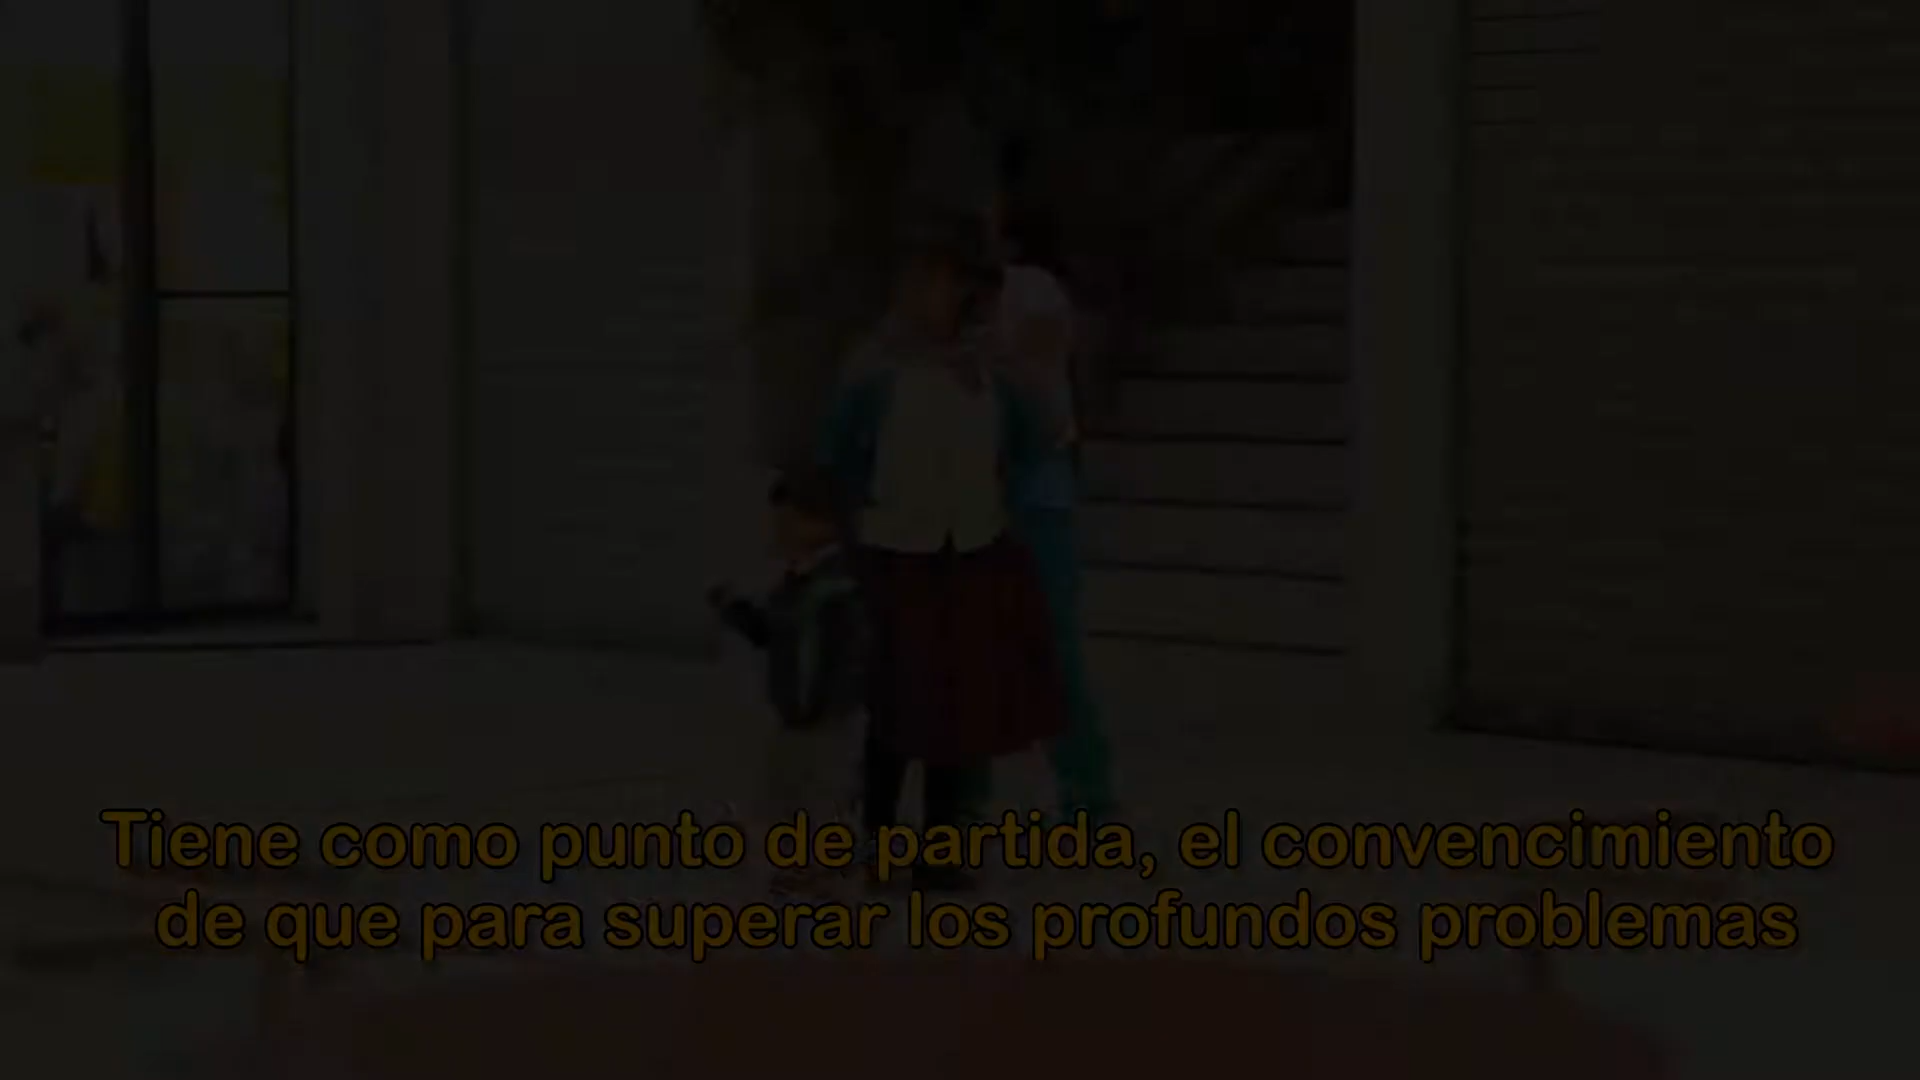 Tiene como punto de partida, el convencimiento
de que para superar los profundos problemas